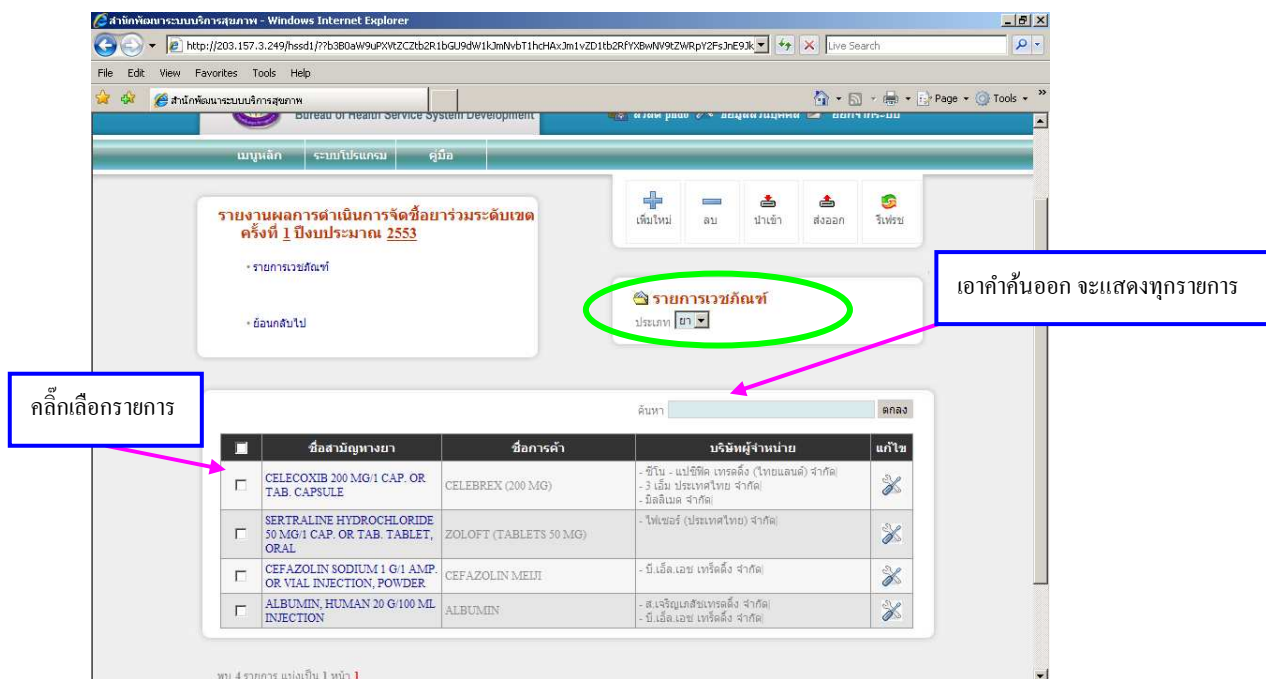 สำนักพัฒนาระบบบริการสุขภาพ - Windows Internet Explorer
Live Search
File Edit View Favorites Tools Help
สำนักพัฒนาระบบบริการสุขภาพ
Page Tools
Bureau of Health Service System Development
เมนูหลัก ระบบโปรแกรม คู่มือ
รายงานผลการดำเนินการจัดซื้อยาร่วมระดับเขต
ครั้งที่ 1 ปีงบประมาณ 2553
รายการเวชภัณฑ์
ย้อนกลับไป
เพิ่มใหม่ ลบ นำเข้า ส่งออก รีเฟรช
รายการเวชภัณฑ์
ประเภท ยา
เอาคำค้นออก จะแสดงทุกรายการ
คลิ๊กเลือกรายการ
ค้นหา ตกลง
ชื่อสามัญทางยา ชื่อการค้า บริษัทผู้จำหน่าย แก้ไข
CELECOXIB 200 MG/1 CAP. OR
TAB. CAPSULE
CELEBREX (200 MG)
- ซีโน - แปซิฟิค เทรดดิ้ง (ไทยแลนด์) จำกัด|
- 3 เอ็ม ประเทศไทย จำกัด|
- มิลลิเมด จำกัด|
SERTRALINE HYDROCHLORIDE
50 MG/1 CAP. OR TAB. TABLET,
ORAL
ZOLOFT (TABLETS 50 MG)
- ไฟเซอร์ (ประเทศไทย) จำกัด|
CEFAZOLIN SODIUM 1 G/1 AMP.
OR VIAL INJECTION, POWDER
CEFAZOLIN MEIJI
- บี.เอ็ล.เอช เทร็ดดิ้ง จำกัด|
ALBUMIN, HUMAN 20 G/100 ML
INJECTION
ALBUMIN
- ส.เจริญเภสัชเทรดดิ้ง จำกัด|
- บี.เอ็ล.เอช เทร็ดดิ้ง จำกัด|
พบ 4 รายการ แบ่งเป็น 1 หน้า 1